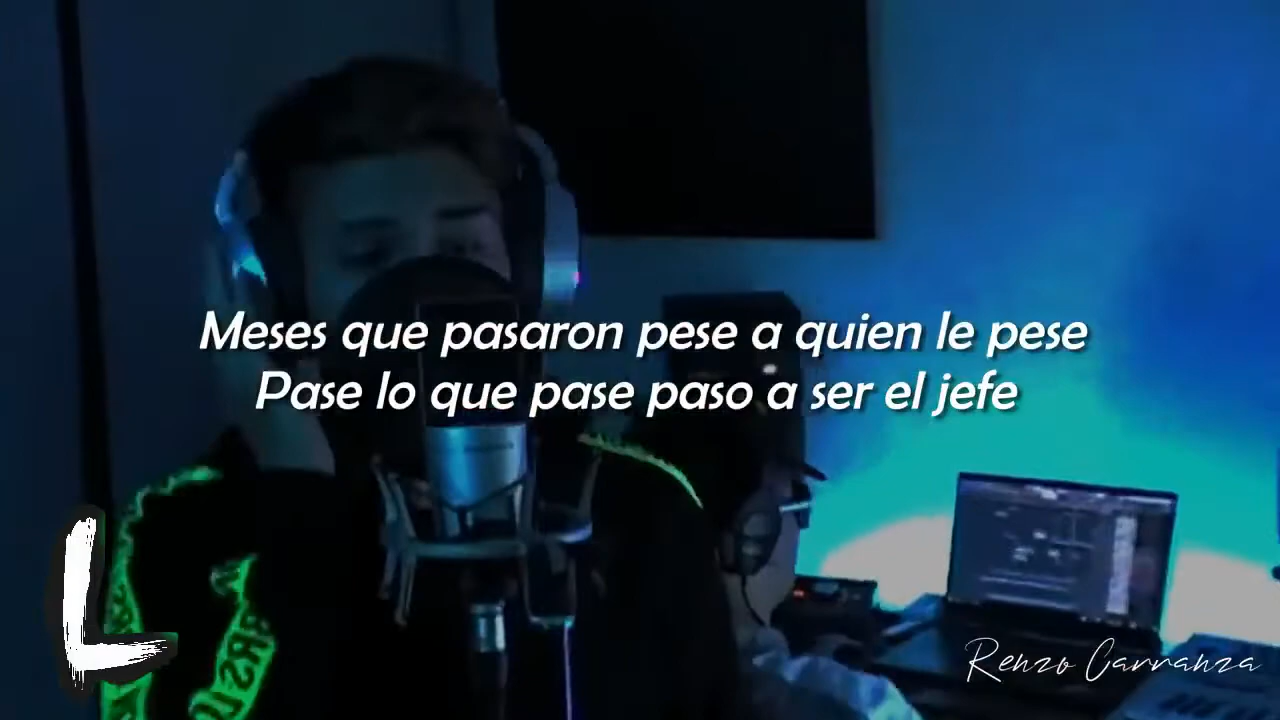 Meses que pasaron pese a quien le pese
Pase lo que pase paso a ser el jefe
L
Renzo Carranza